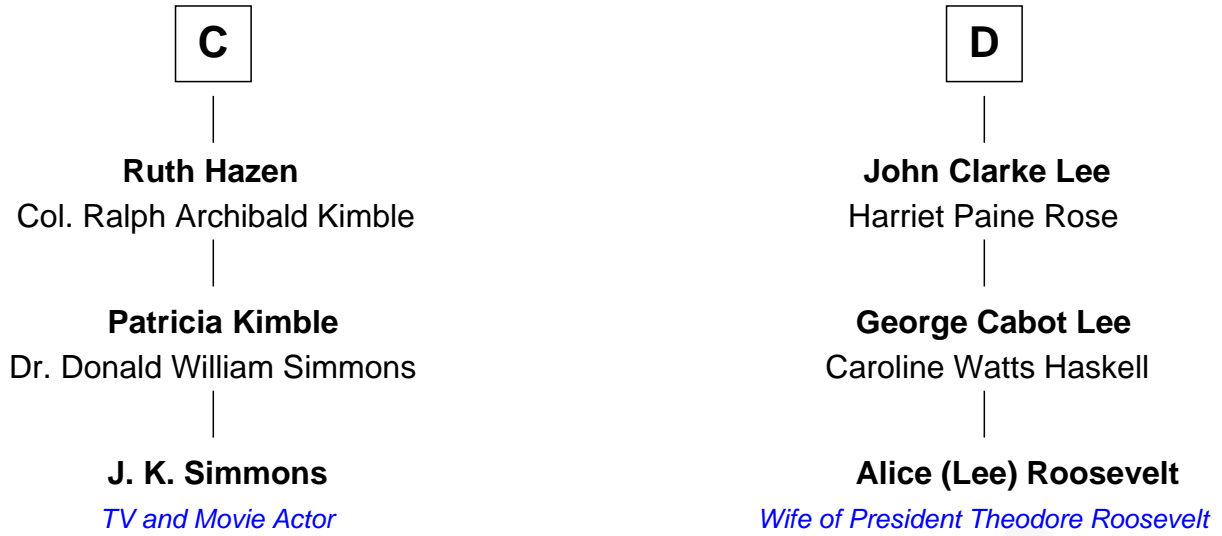 C
Ruth Hazen
Col. Ralph Archibald Kimble
Patricia Kimble
Dr. Donald William Simmons
J. K. Simmons
TV and Movie Actor
D
John Clarke Lee
Harriet Paine Rose
George Cabot Lee
Caroline Watts Haskell
Alice (Lee) Roosevelt
Wife of President Theodore Roosevelt